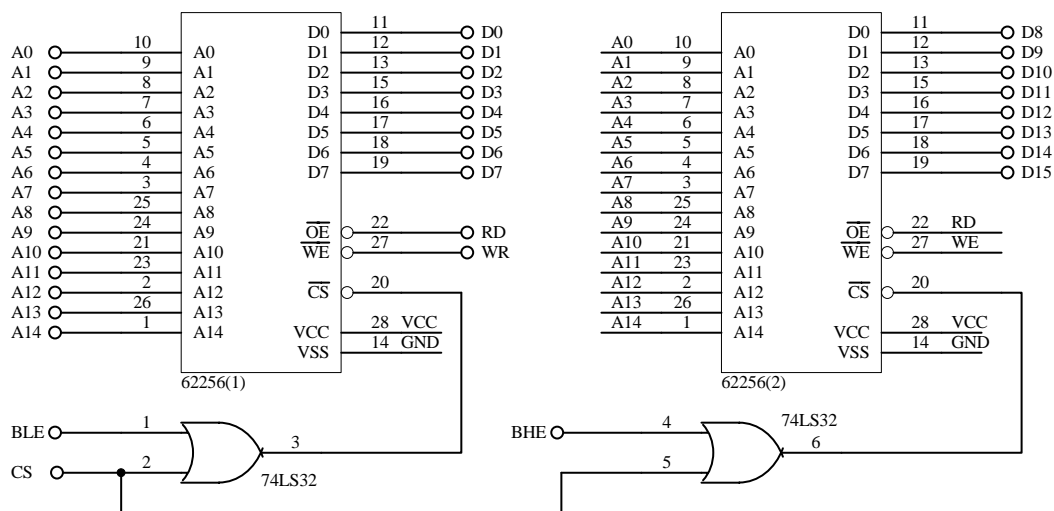 11
D0 D0
10 12
A0 A0 D1 D1
9 13
A1 A1 D2 D2
8 15
A2 A2 D3 D3
7 16
A3 A3 D4 D4
6 17
A4 A4 D5 D5
5 18
A5 A5 D6 D6
4 19
A6 A6 D7 D7
3
A7 A7
25
A8 A8
24 22
A9 A9 OE RD
21 27
A10 A10 WE WR
23
A11 A11
2 20
A12 A12 CS
26
A13 A13
1 28 VCC
A14 A14 VCC
14 GND
VSS
62256(1)
BLE 1
3
CS 2
74LS32
11
D0 D8
A0 10 12
A0 D1 D9
A1 9 13
A1 D2 D10
A2 8 15
A2 D3 D11
A3 7 16
A3 D4 D12
A4 6 17
A4 D5 D13
A5 5 18
A5 D6 D14
A6 4 19
A6 D7 D15
A7 3
A7
A8 25
A8
A9 24 22 RD
A9 OE
A10 21 27 WE
A10 WE
A11 23
A11
A12 2 20
A12 CS
A13 26
A13
A14 1 28 VCC
A14 VCC
14 GND
VSS
62256(2)
74LS32
BHE 4
6
5